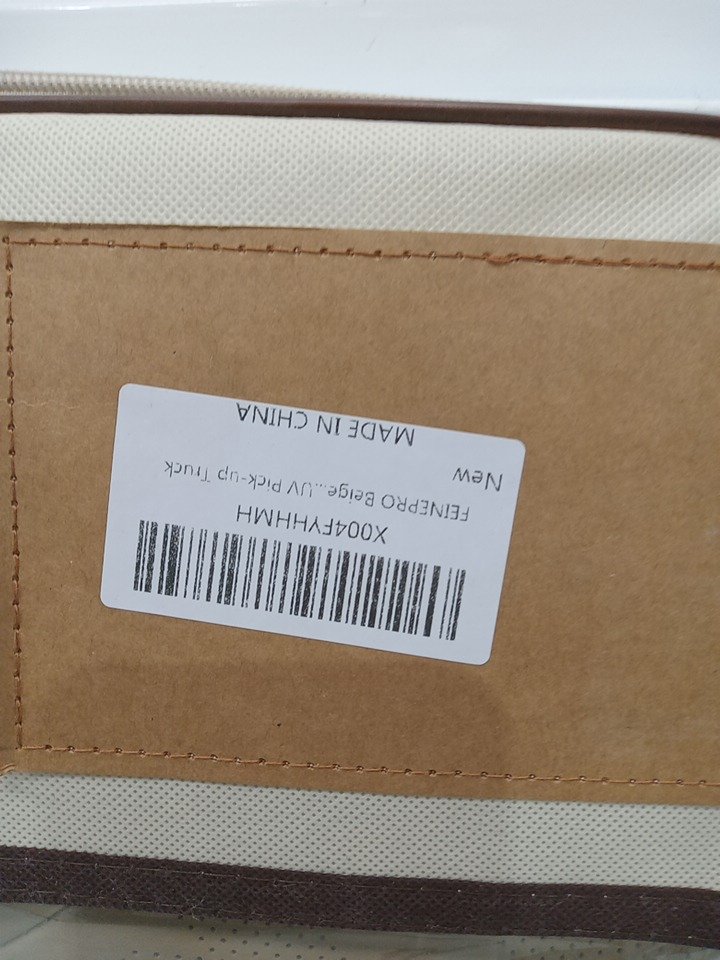 X004FYHHMH
FEINEPRO Beige...UV Pick-up Truck
New
MADE IN CHINA